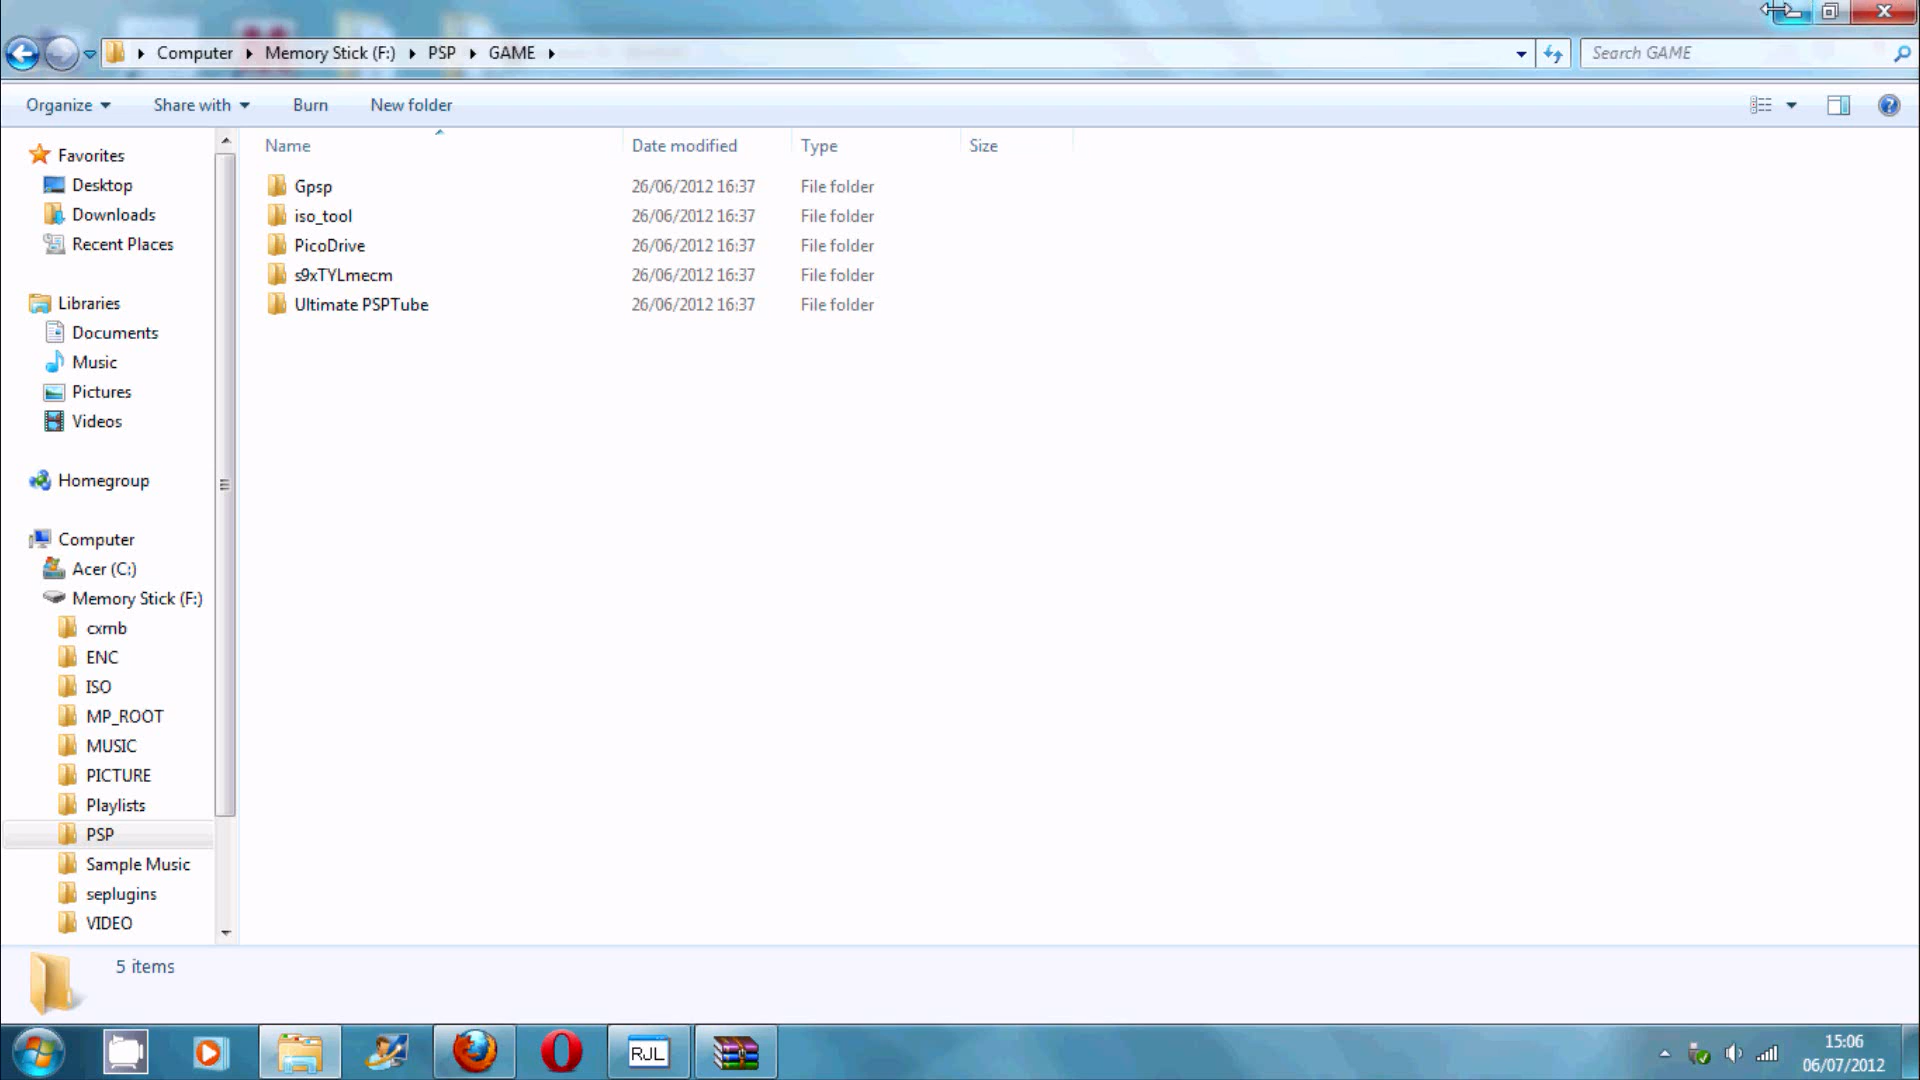 Computer Memory Stick (F:) PSP GAME
Search GAME
Organize Share with Burn New folder
Name Date modified Type Size
Favorites
Desktop
Downloads
Recent Places
Libraries
Documents
Music
Pictures
Videos
Homegroup
Computer
Acer (C:)
Memory Stick (F:)
cxmb
ENC
ISO
MP_ROOT
MUSIC
PICTURE
Playlists
PSP
Sample Music
seplugins
VIDEO
Gpsp 26/06/2012 16:37 File folder
iso_tool 26/06/2012 16:37 File folder
PicoDrive 26/06/2012 16:37 File folder
s9xTYLmecm 26/06/2012 16:37 File folder
Ultimate PSPTube 26/06/2012 16:37 File folder
5 items
RJL
15:06
06/07/2012